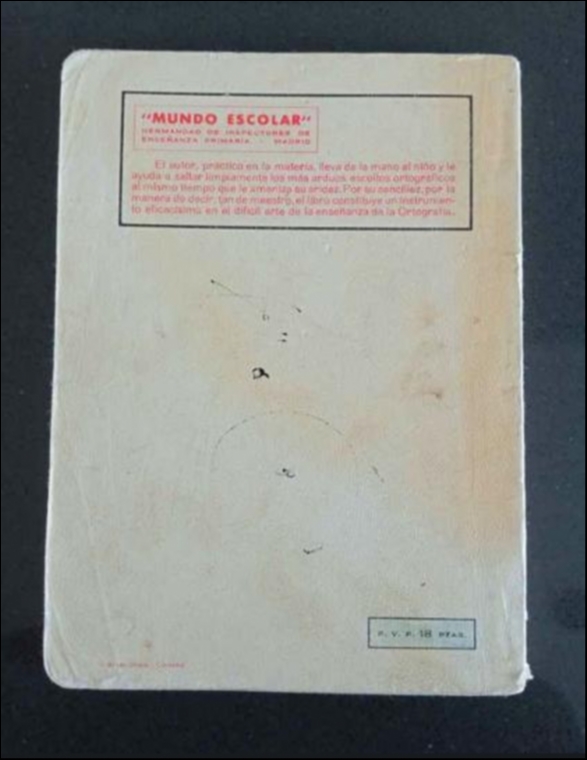 "MUNDO ESCOLAR"
HERMANDAD DE INSPECTORES DE
ENSEÑANZA PRIMARIA - MADRID
El autor, práctico en la materia, lleva de la mano al niño y le
ayuda a saltar limpiamente los más arduos escollos ortográficos
al mismo tiempo que le ameniza su aridez. Por su sencillez, por la
manera de decir, tan de maestro, el libro constituye un instrumen-
to eficacísimo en el difícil arte de la enseñanza de la Ortografía.
P. V. P. 18 PTAS.